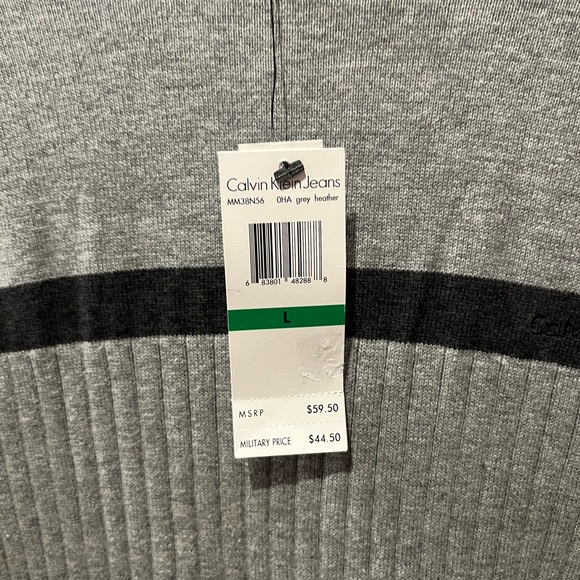 Calvin Klein Jeans
MM38N56 0HA grey heather
6 83801 48288 8
L
MSRP $59.50
MILITARY PRICE $44.50